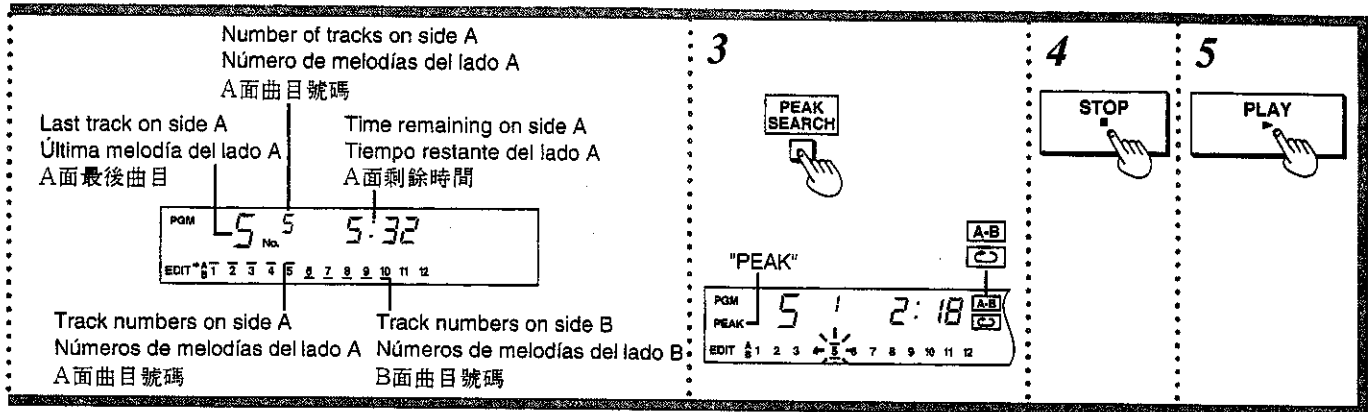 Number of tracks on side A
Número de melodías del lado A
A面曲目號碼
Last track on side A
Última melodía del lado A
A面最後曲目
Time remaining on side A
Tiempo restante del lado A
A面剩餘時間
PGM 5 No. 5 5:32
EDIT A B 1 2 3 4 5 6 7 8 9 10 11 12
Track numbers on side A
Números de melodías del lado A
A面曲目號碼
Track numbers on side B
Números de melodías del lado B
B面曲目號碼
3
PEAK
SEARCH
A-B
"PEAK"
PGM 5 1 2:18 A-B
PEAK
EDIT A B 1 2 3 4 5 6 7 8 9 10 11 12
4
STOP
5
PLAY